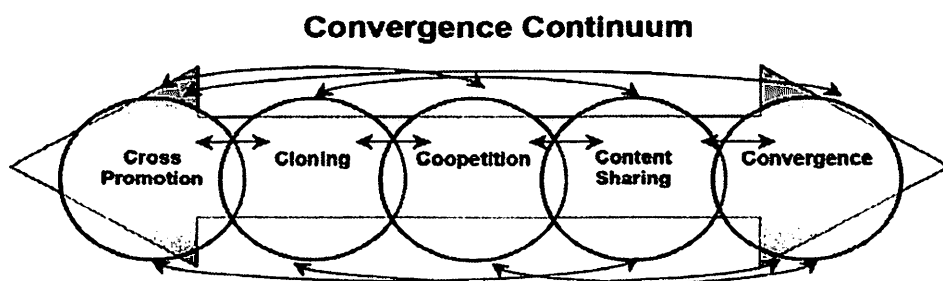 Convergence Continuum
Cross
Promotion
Cloning
Coopetition
Content
Sharing
Convergence